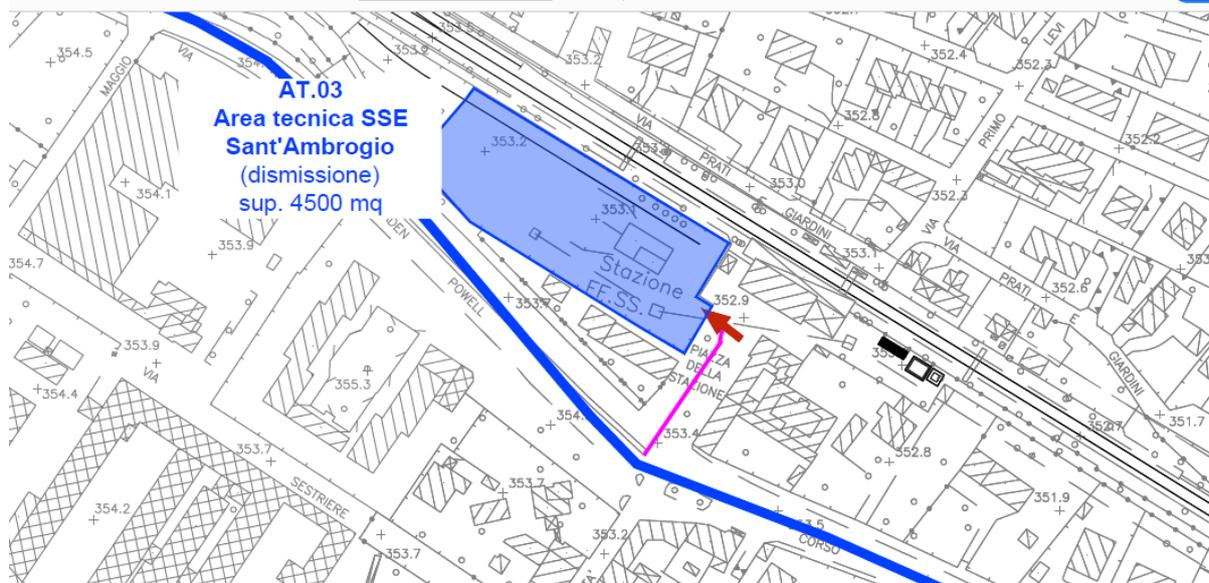 AT.03
Area tecnica SSE
Sant'Ambrogio
(dismissione)
sup. 4500 mq
353.5
354.5
VIA
353.9
352.4
LEVI
352.3
MAGGIO
353.2
353.2
VIA
352.8
PRIMO
352.2
PRATI
354.1
353.0
352.3
353.1
GIARDINI
VIA
VIA
353.9
Stazione
FF.SS.
353.1
PRATI
354.7
POWELL
352.9
352.6
E
353.9
PIAZZA
DELLA
STAZIONE
GIARDINI
VIA
355.3
354.4
353.4
351.7
353.7
352.8
SESTRIERE
353.7
351.9
354.2
353.2
CORSO
353.7